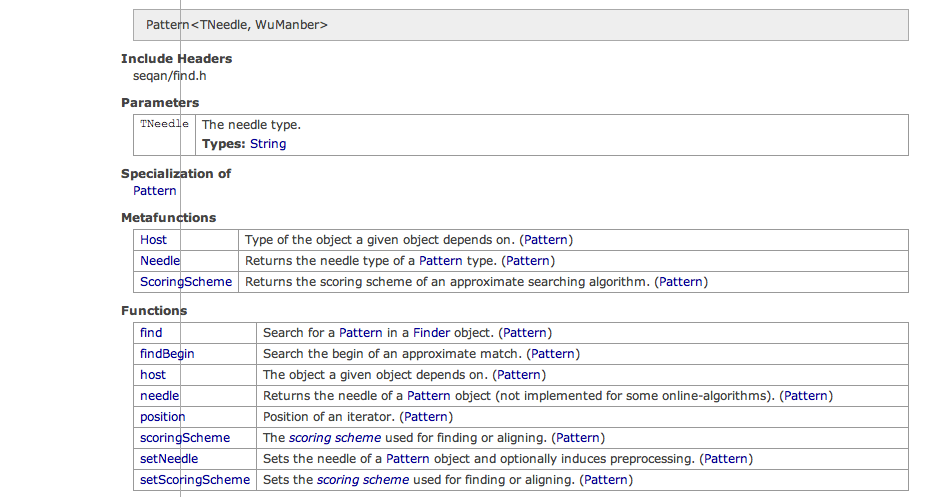 Pattern<TNeedle, WuManber>
Include Headers
seqan/find.h
Parameters
TNeedle The needle type.
Types: String
Specialization of
Pattern
Metafunctions
Host Type of the object a given object depends on. (Pattern)
Needle Returns the needle type of a Pattern type. (Pattern)
ScoringScheme Returns the scoring scheme of an approximate searching algorithm. (Pattern)
Functions
find Search for a Pattern in a Finder object. (Pattern)
findBegin Search the begin of an approximate match. (Pattern)
host The object a given object depends on. (Pattern)
needle Returns the needle of a Pattern object (not implemented for some online-algorithms). (Pattern)
position Position of an iterator. (Pattern)
scoringScheme The scoring scheme used for finding or aligning. (Pattern)
setNeedle Sets the needle of a Pattern object and optionally induces preprocessing. (Pattern)
setScoringScheme Sets the scoring scheme used for finding or aligning. (Pattern)